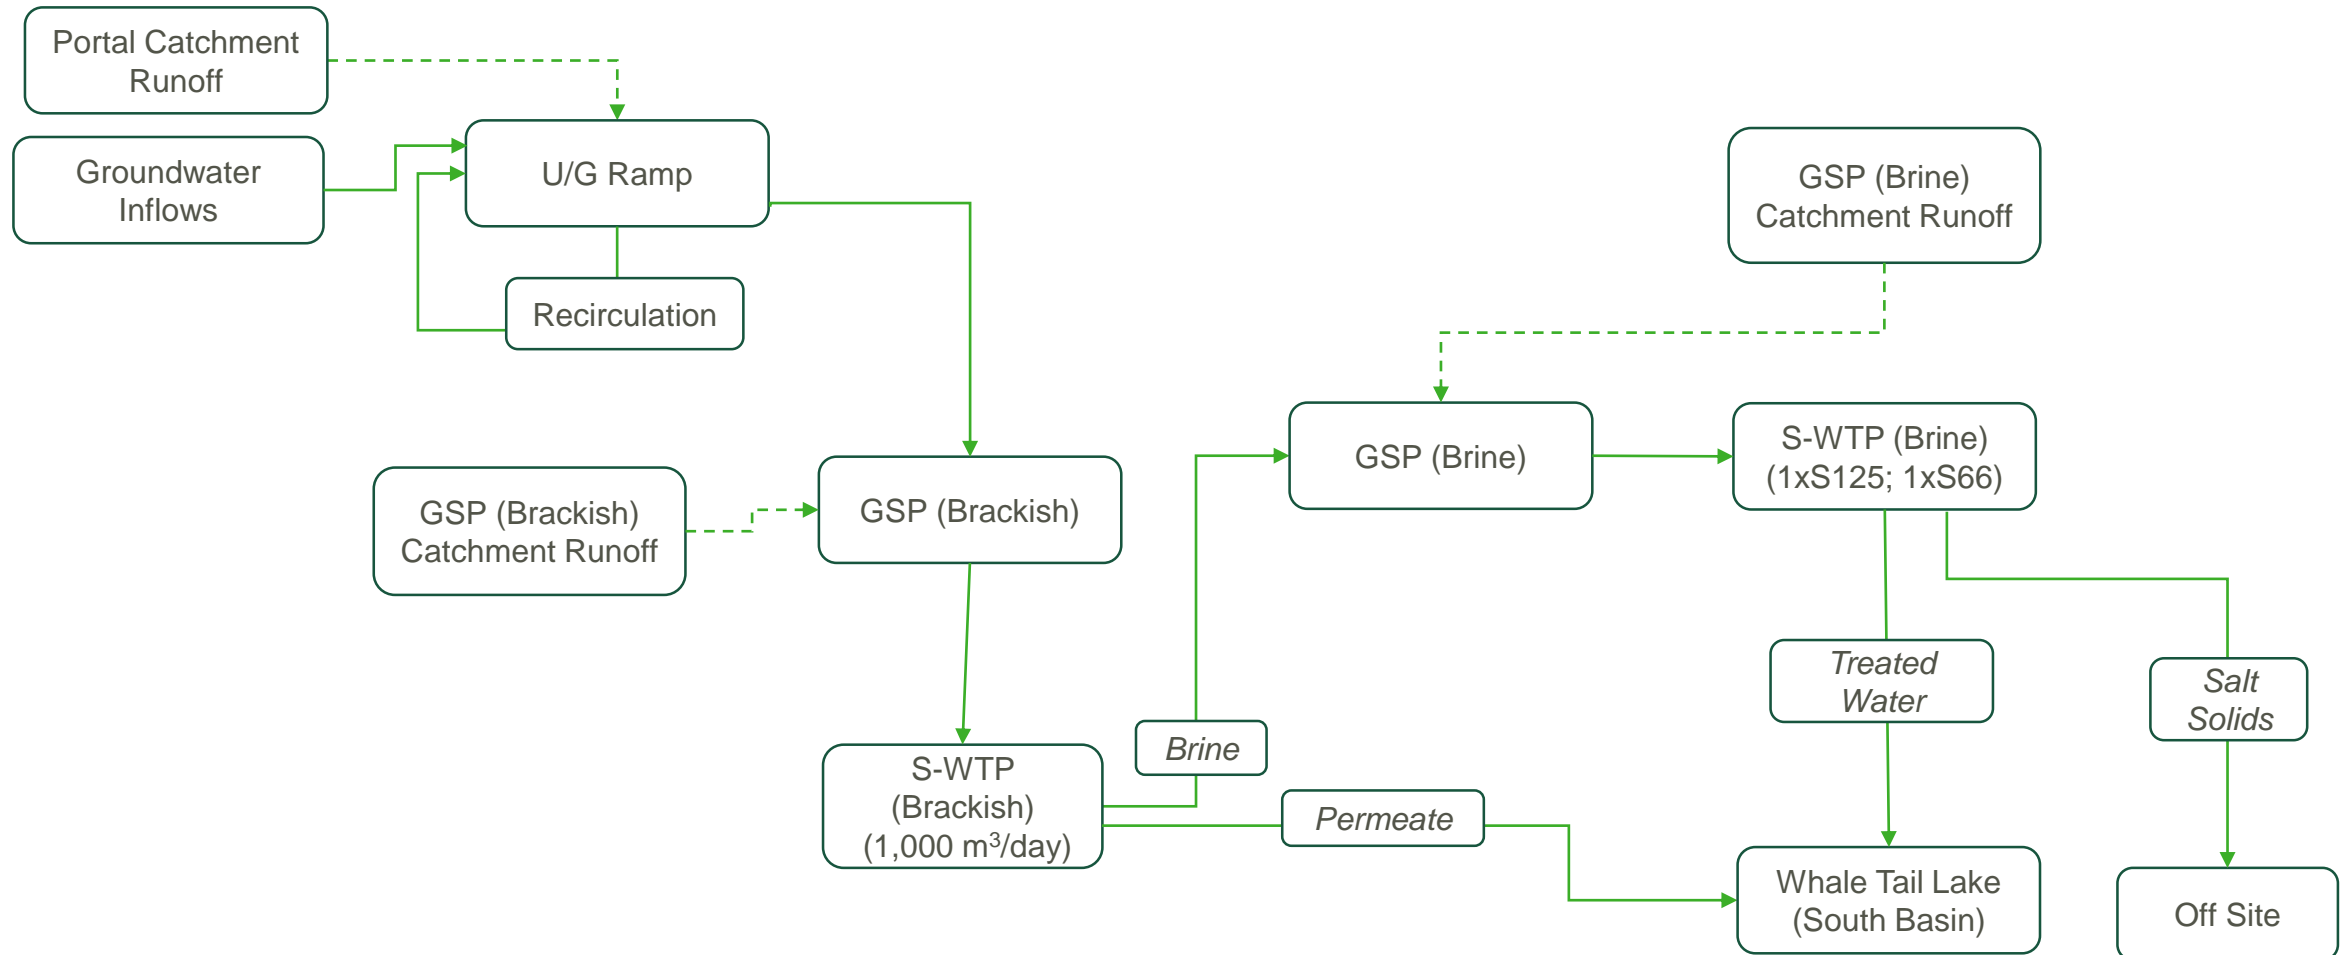 Portal Catchment
Runoff
Groundwater
Inflows
U/G Ramp
Recirculation
GSP (Brine)
Catchment Runoff
GSP (Brackish)
Catchment Runoff
GSP (Brackish)
GSP (Brine)
S-WTP (Brine)
(1xS125; 1xS66)
S-WTP
(Brackish)
(1,000 m³/day)
Brine
Permeate
Treated
Water
Salt
Solids
Whale Tail Lake
(South Basin)
Off Site